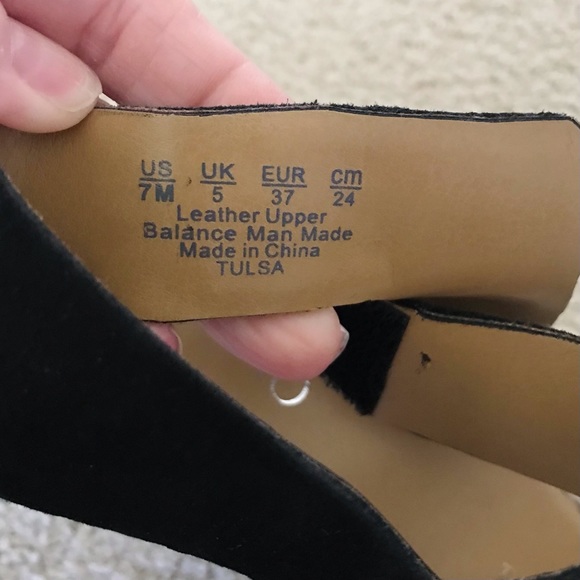 US UK EUR cm
7M 5 37 24
Leather Upper
Balance Man Made
Made in China
TULSA